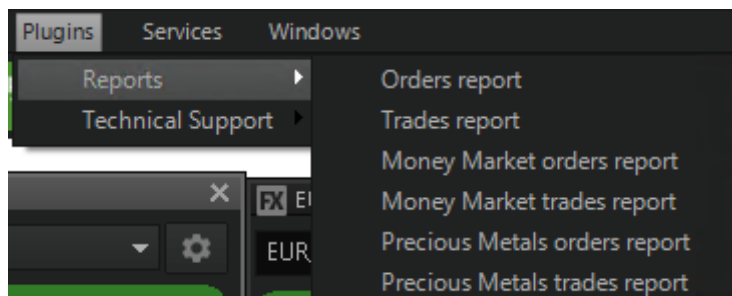 Plugins Services Windows
Reports
Technical Support
Orders report
Trades report
Money Market orders report
Money Market trades report
Precious Metals orders report
Precious Metals trades report
FX
EUR